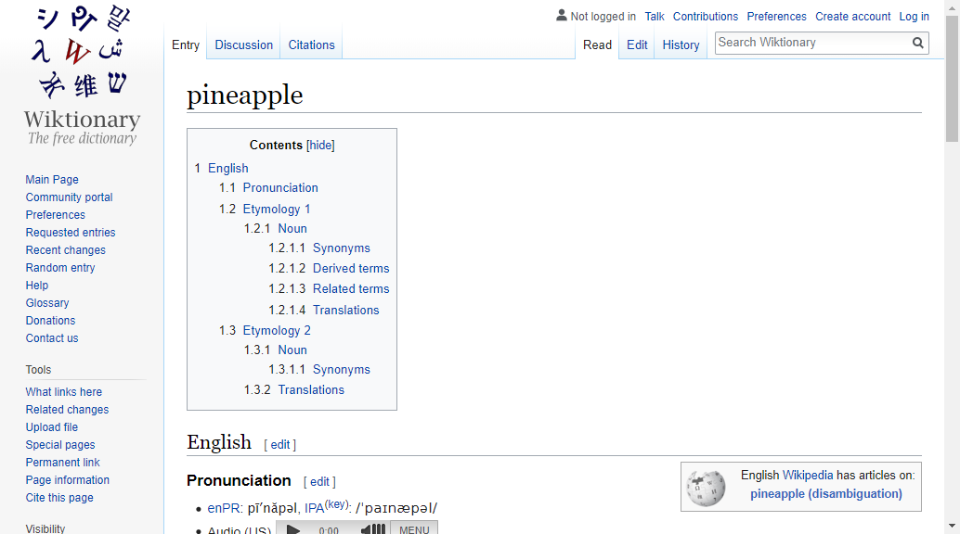 Not logged in Talk Contributions Preferences Create account Log in
Entry Discussion Citations Read Edit History Search Wiktionary
シ 말
λ W ش
维 ש
Wiktionary
The free dictionary
Main Page
Community portal
Preferences
Requested entries
Recent changes
Random entry
Help
Glossary
Donations
Contact us
Tools
What links here
Related changes
Upload file
Special pages
Permanent link
Page information
Cite this page
Visibility
pineapple
Contents [hide]
1 English
1.1 Pronunciation
1.2 Etymology 1
1.2.1 Noun
1.2.1.1 Synonyms
1.2.1.2 Derived terms
1.2.1.3 Related terms
1.2.1.4 Translations
1.3 Etymology 2
1.3.1 Noun
1.3.1.1 Synonyms
1.3.2 Translations
English [ edit ]
Pronunciation [ edit ]
• enPR: pī′năpəl, IPA(key): /ˈpaɪnæpəl/
• Audio (US) 0:00 MENU
English Wikipedia has articles on:
pineapple (disambiguation)